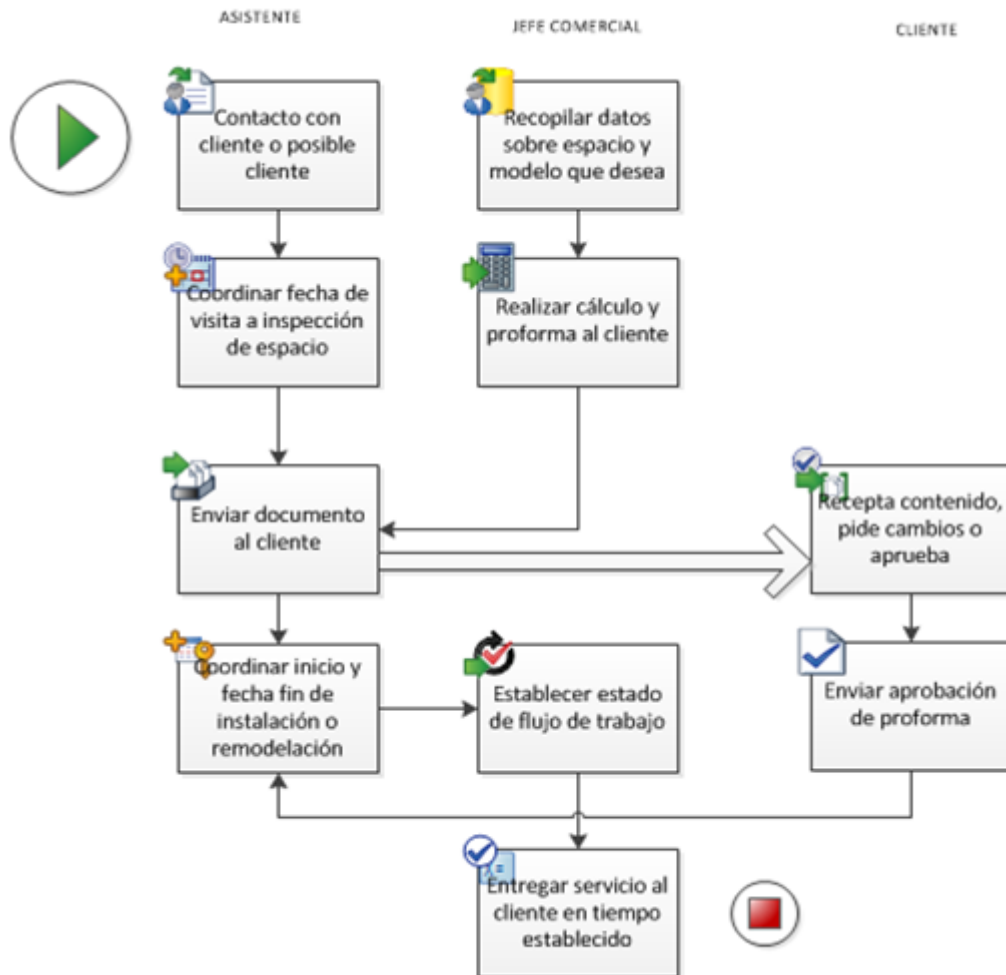 ASISTENTE
JEFE COMERCIAL
CLIENTE
Contacto con
cliente o posible
cliente
Recopilar datos
sobre espacio y
modelo que desea
Coordinar fecha de
visita a inspección
de espacio
Realizar cálculo y
proforma al cliente
Enviar documento
al cliente
Recepta contenido,
pide cambios o
aprueba
Coordinar inicio y
fecha fin de
instalación o
remodelación
Establecer estado
de flujo de trabajo
Enviar aprobación
de proforma
Entregar servicio al
cliente en tiempo
establecido